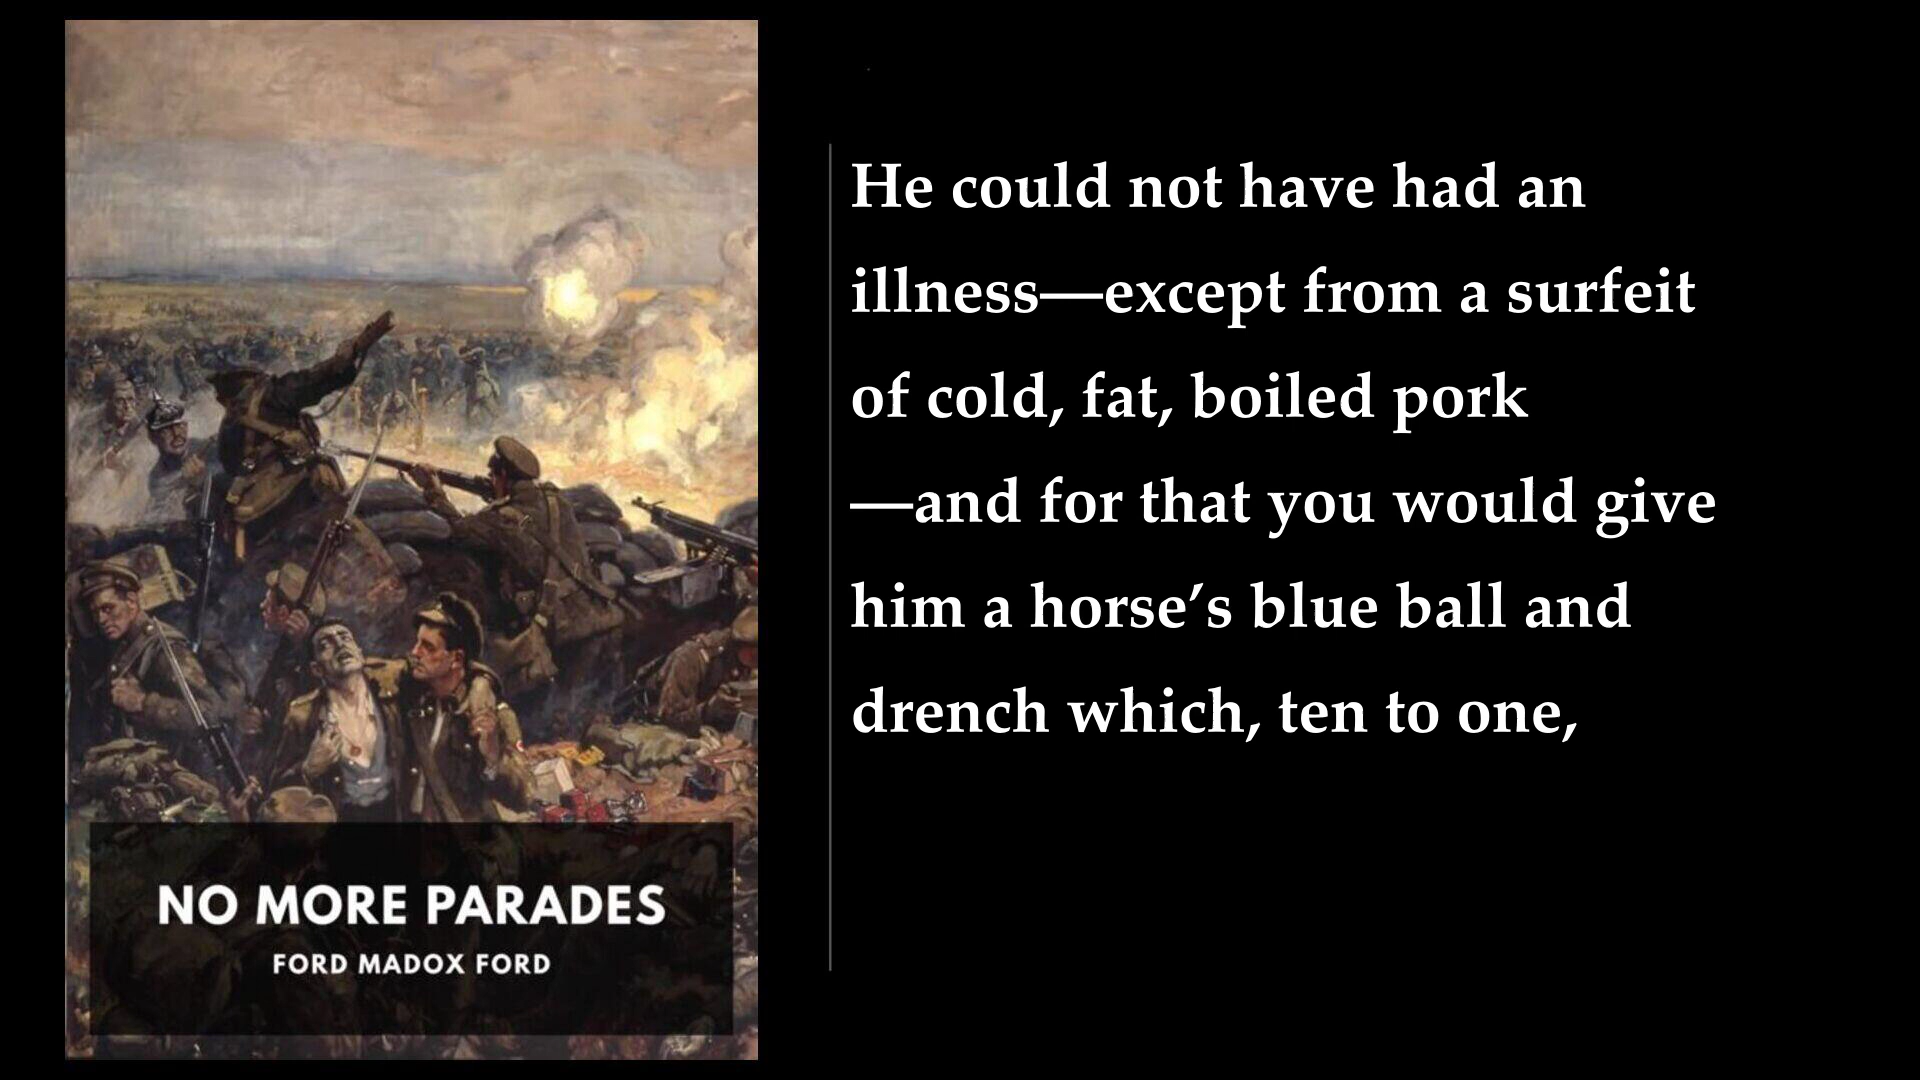 NO MORE PARADES
FORD MADOX FORD
He could not have had an
illness—except from a surfeit
of cold, fat, boiled pork
—and for that you would give
him a horse’s blue ball and
drench which, ten to one,